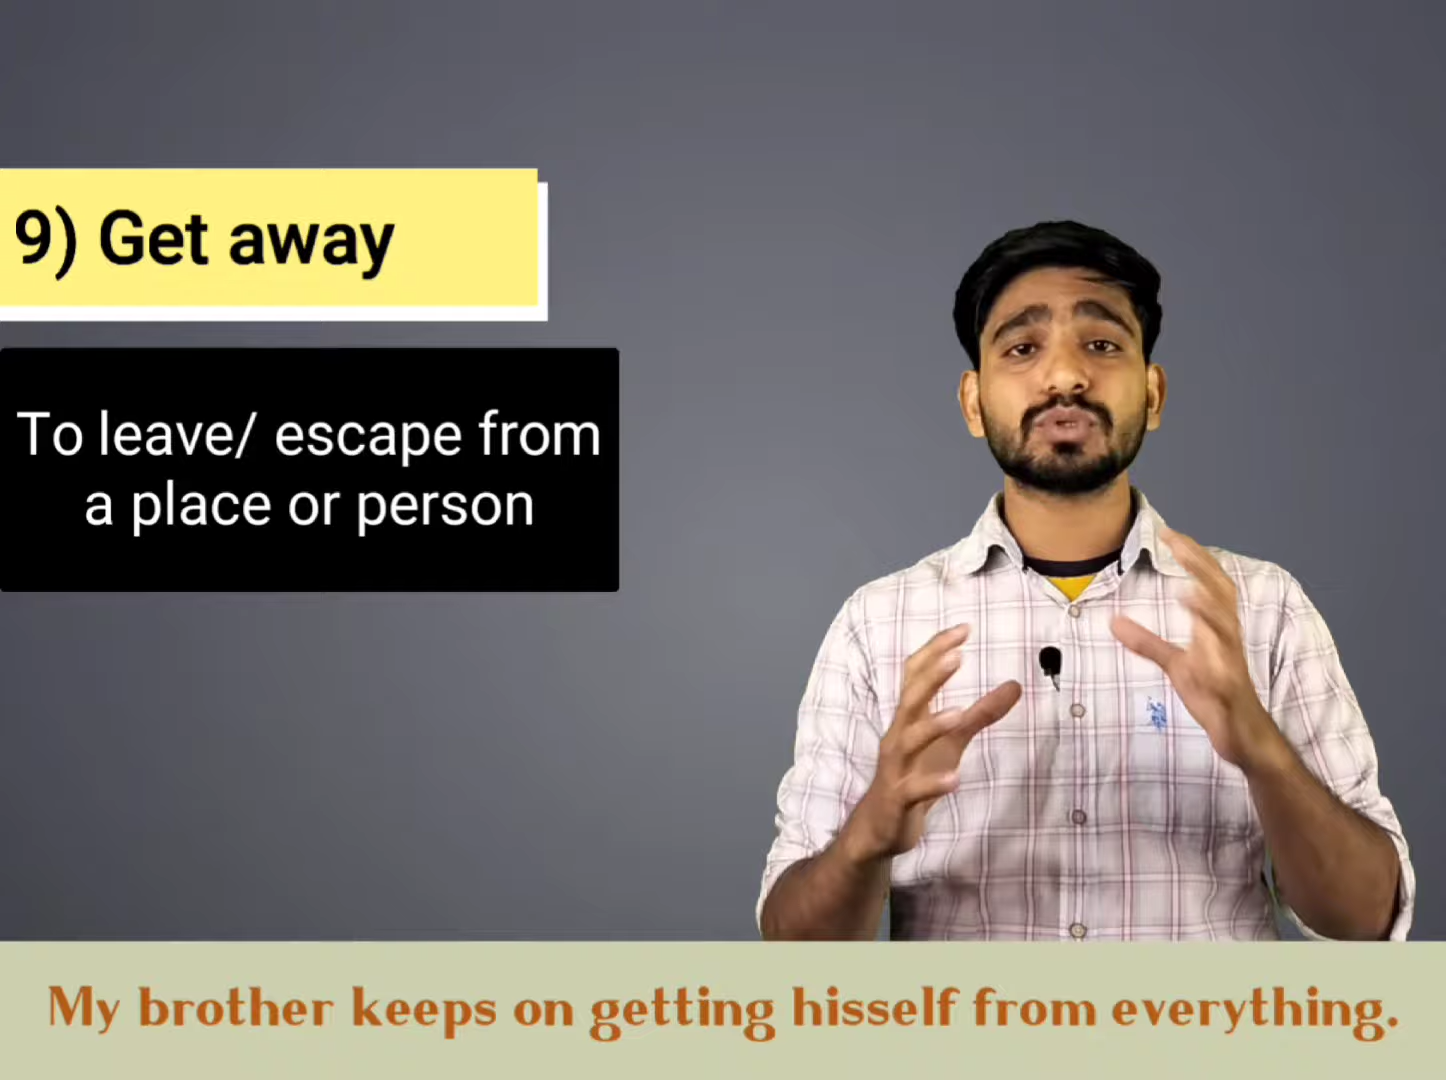 9) Get away
To leave/ escape from
a place or person
My brother keeps on getting hisself from everything.